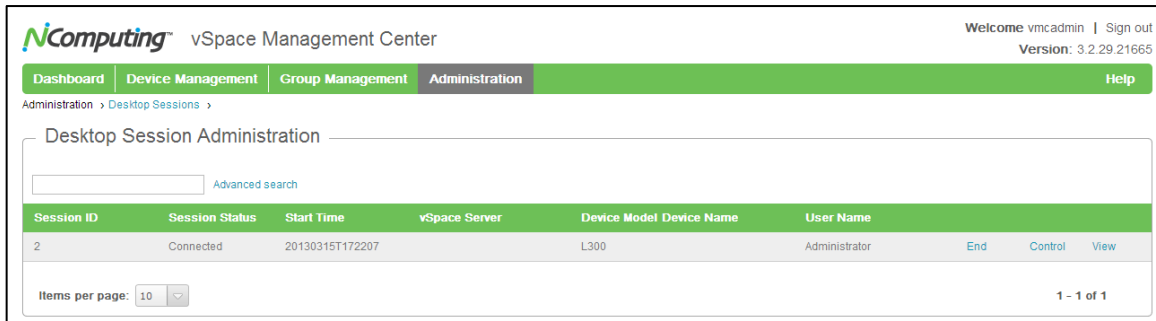 NComputing™ vSpace Management Center
Welcome vmcadmin | Sign out
Version: 3.2.29.21665
Dashboard Device Management Group Management Administration Help
Administration › Desktop Sessions ›
Desktop Session Administration
Advanced search
Session ID Session Status Start Time vSpace Server Device Model Device Name User Name
2 Connected 20130315T172207 L300 Administrator End Control View
Items per page: 10 1 - 1 of 1